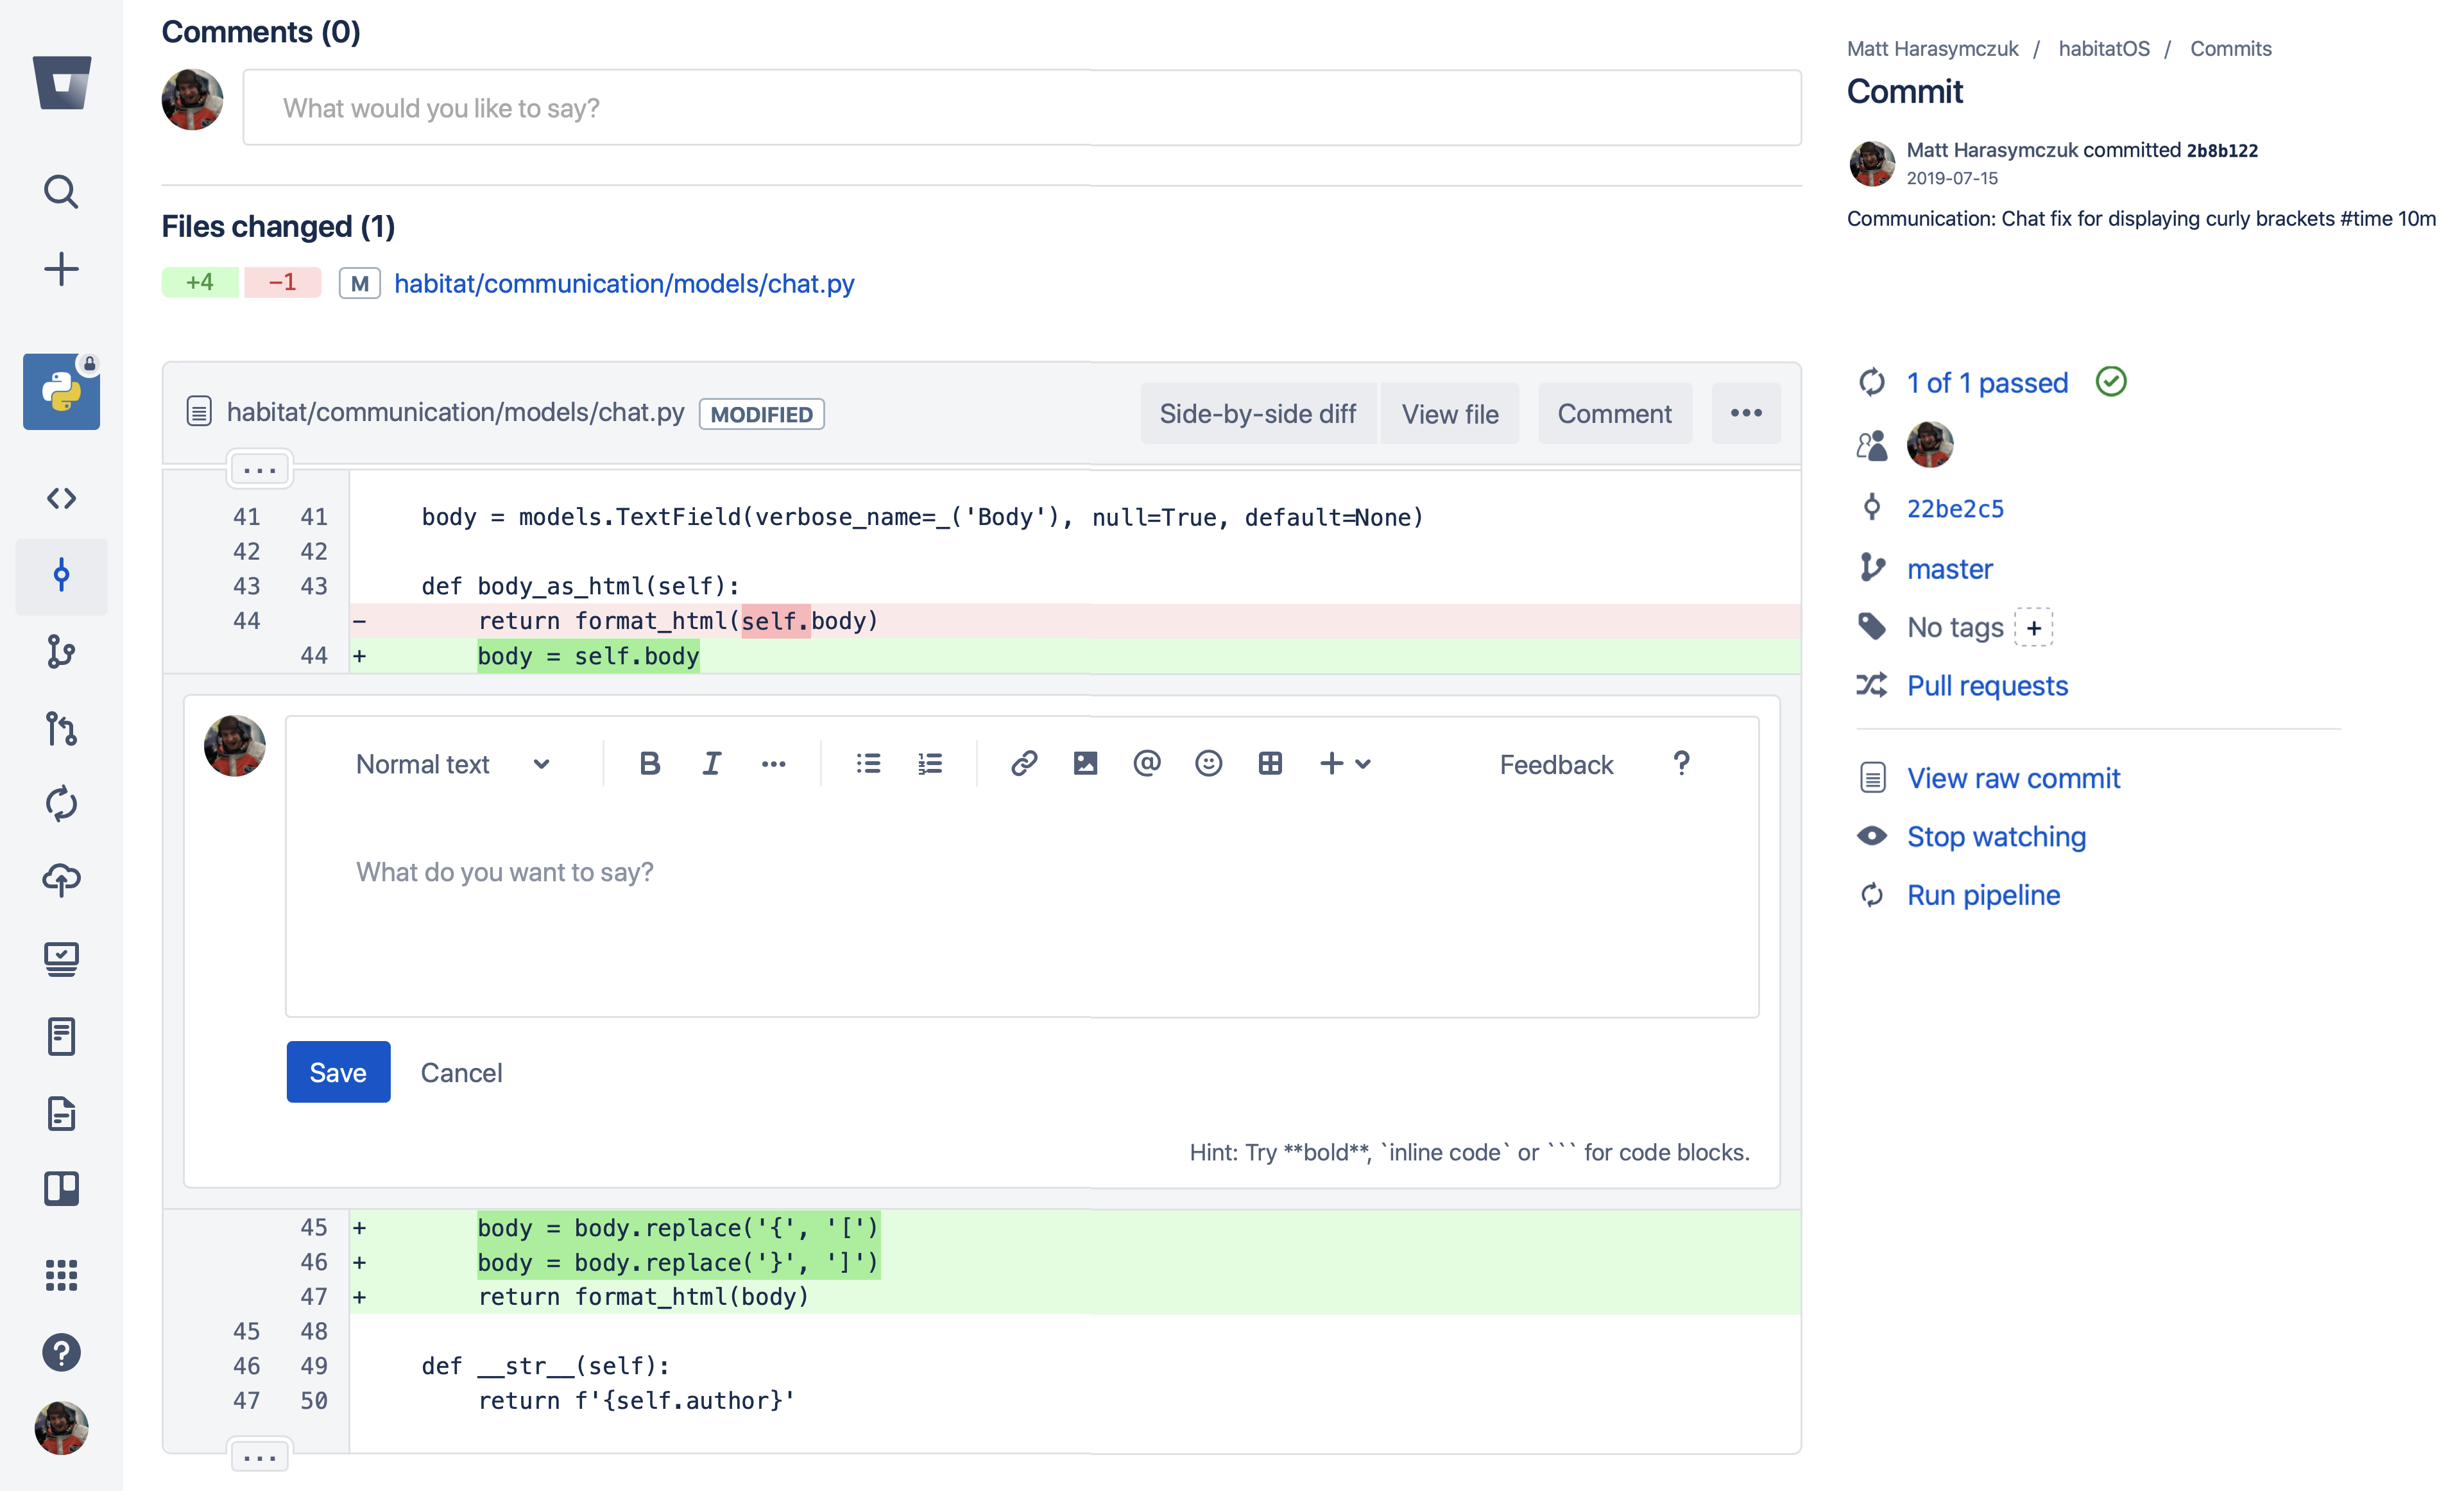 Comments (0)
What would you like to say?
Files changed (1)
+4 −1 M habitat/communication/models/chat.py
habitat/communication/models/chat.py MODIFIED Side-by-side diff View file Comment •••
...
41 41 body = models.TextField(verbose_name=_('Body'), null=True, default=None)
42 42
43 43 def body_as_html(self):
44 − return format_html(self.body)
44 + body = self.body
Normal text B I ••• @ + Feedback ?
What do you want to say?
Save Cancel
Hint: Try **bold**, `inline code` or ``` for code blocks.
45 + body = body.replace('{', '[')
46 + body = body.replace('}', ']')
47 + return format_html(body)
45 48
46 49 def __str__(self):
47 50 return f'{self.author}'
...
Matt Harasymczuk / habitatOS / Commits
Commit
Matt Harasymczuk committed 2b8b122
2019-07-15
Communication: Chat fix for displaying curly brackets #time 10m
1 of 1 passed
22be2c5
master
No tags +
Pull requests
View raw commit
Stop watching
Run pipeline